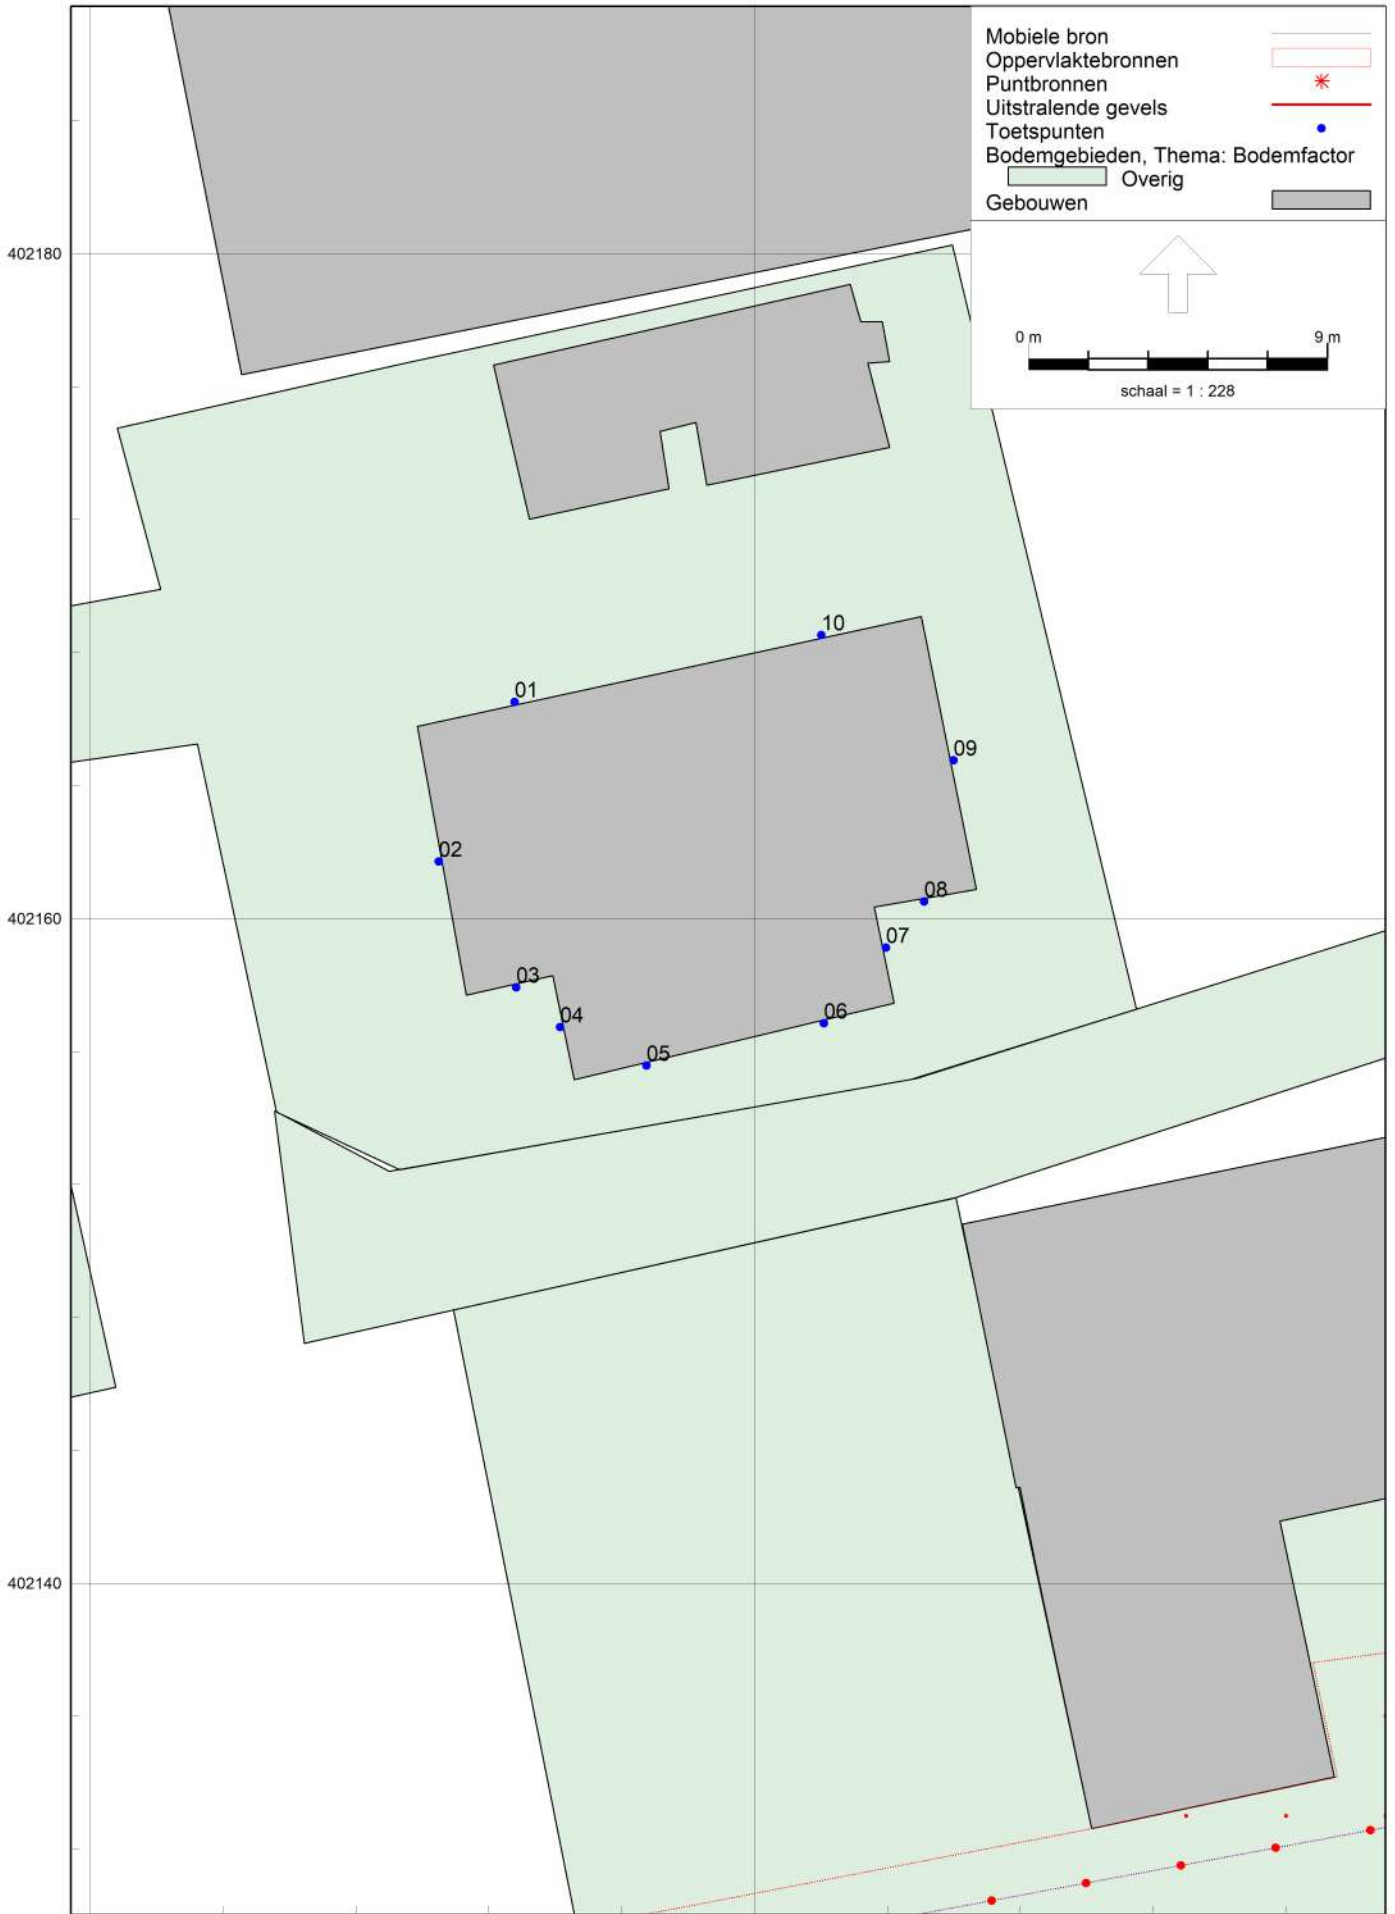 Mobiele bron
Oppervlaktebronnen
Puntbronnen
Uitstralende gevels
Toetspunten
Bodemgebieden, Thema: Bodemfactor
Overig
Gebouwen
402180
0 m 9 m
schaal = 1 : 228
10
01
09
02
08
402160
07
03
04
06
05
402140